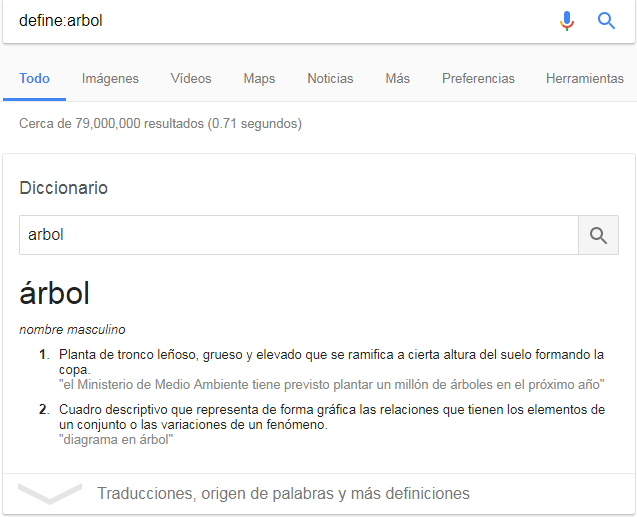 define:arbol
Todo Imágenes Vídeos Maps Noticias Más Preferencias Herramientas
Cerca de 79,000,000 resultados (0.71 segundos)
Diccionario
arbol
árbol
nombre masculino
1. Planta de tronco leñoso, grueso y elevado que se ramifica a cierta altura del suelo formando la
copa.
"el Ministerio de Medio Ambiente tiene previsto plantar un millón de árboles en el próximo año"
2. Cuadro descriptivo que representa de forma gráfica las relaciones que tienen los elementos de
un conjunto o las variaciones de un fenómeno.
"diagrama en árbol"
Traducciones, origen de palabras y más definiciones